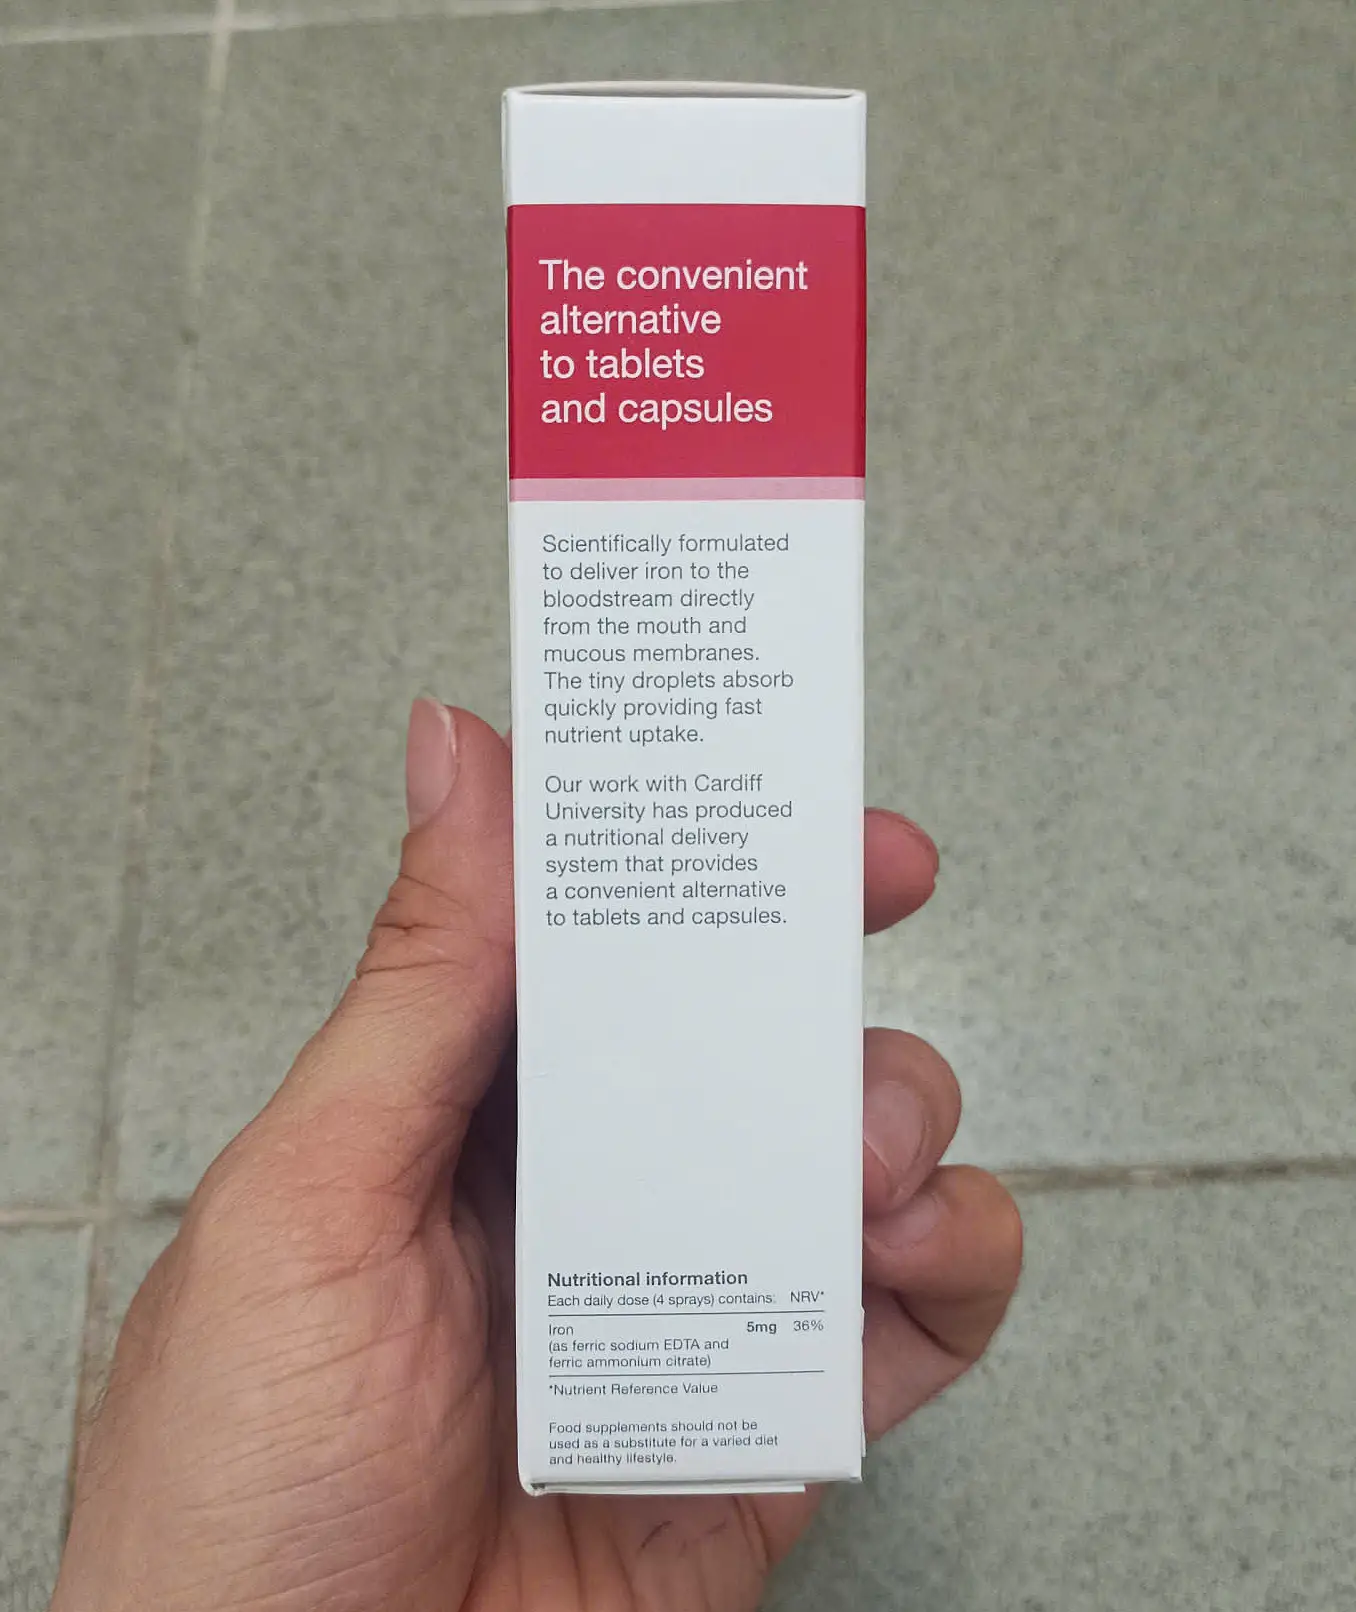 The convenient
alternative
to tablets
and capsules
Scientifically formulated
to deliver iron to the
bloodstream directly
from the mouth and
mucous membranes.
The tiny droplets absorb
quickly providing fast
nutrient uptake.
Our work with Cardiff
University has produced
a nutritional delivery
system that provides
a convenient alternative
to tablets and capsules.
Nutritional information
Each daily dose (4 sprays) contains: NRV*
Iron 5mg 36%
(as ferric sodium EDTA and
ferric ammonium citrate)
*Nutrient Reference Value
Food supplements should not be
used as a substitute for a varied diet
and healthy lifestyle.